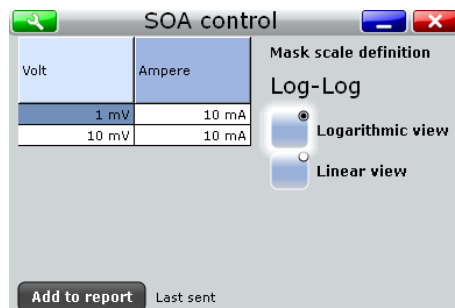 SOA control
Volt Ampere
1 mV 10 mA
10 mV 10 mA
Mask scale definition
Log-Log
Logarithmic view
Linear view
Add to report Last sent